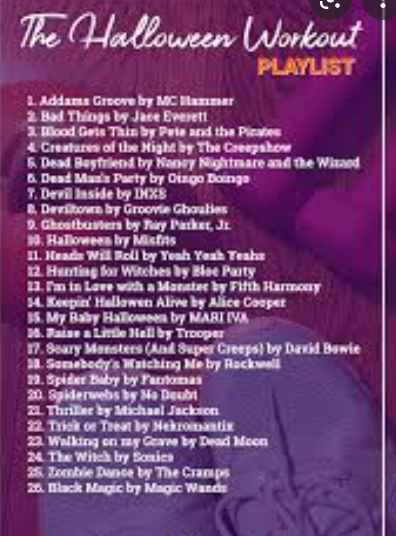 The Halloween Workout
PLAYLIST
1. Addams Groove by MC Hammer
2. Bad Things by Jace Everett
3. Blood Gets Thin by Pete and the Pirates
4. Creatures of the Night by The Creepshow
5. Dead Boyfriend by Nancy Nightmare and the Wizard
6. Dead Man's Party by Oingo Boingo
7. Devil Inside by INXS
8. Deviltown by Groovie Ghoulies
9. Ghostbusters by Ray Parker, Jr.
10. Halloween by Misfits
11. Heads Will Roll by Yeah Yeah Yeahs
12. Hunting for Witches by Bloc Party
13. I'm in Love with a Monster by Fifth Harmony
14. Keepin' Hallowen Alive by Alice Cooper
15. My Baby Halloween by MARI IVA
16. Raise a Little Hell by Trooper
17. Scary Monsters (And Super Creeps) by David Bowie
18. Somebody's Watching Me by Rockwell
19. Spider Baby by Fantomas
20. Spiderwebs by No Doubt
21. Thriller by Michael Jackson
22. Trick or Treat by Nekromantix
23. Walking on my Grave by Dead Moon
24. The Witch by Sonics
25. Zombie Dance by The Cramps
26. Black Magic by Magic Wands